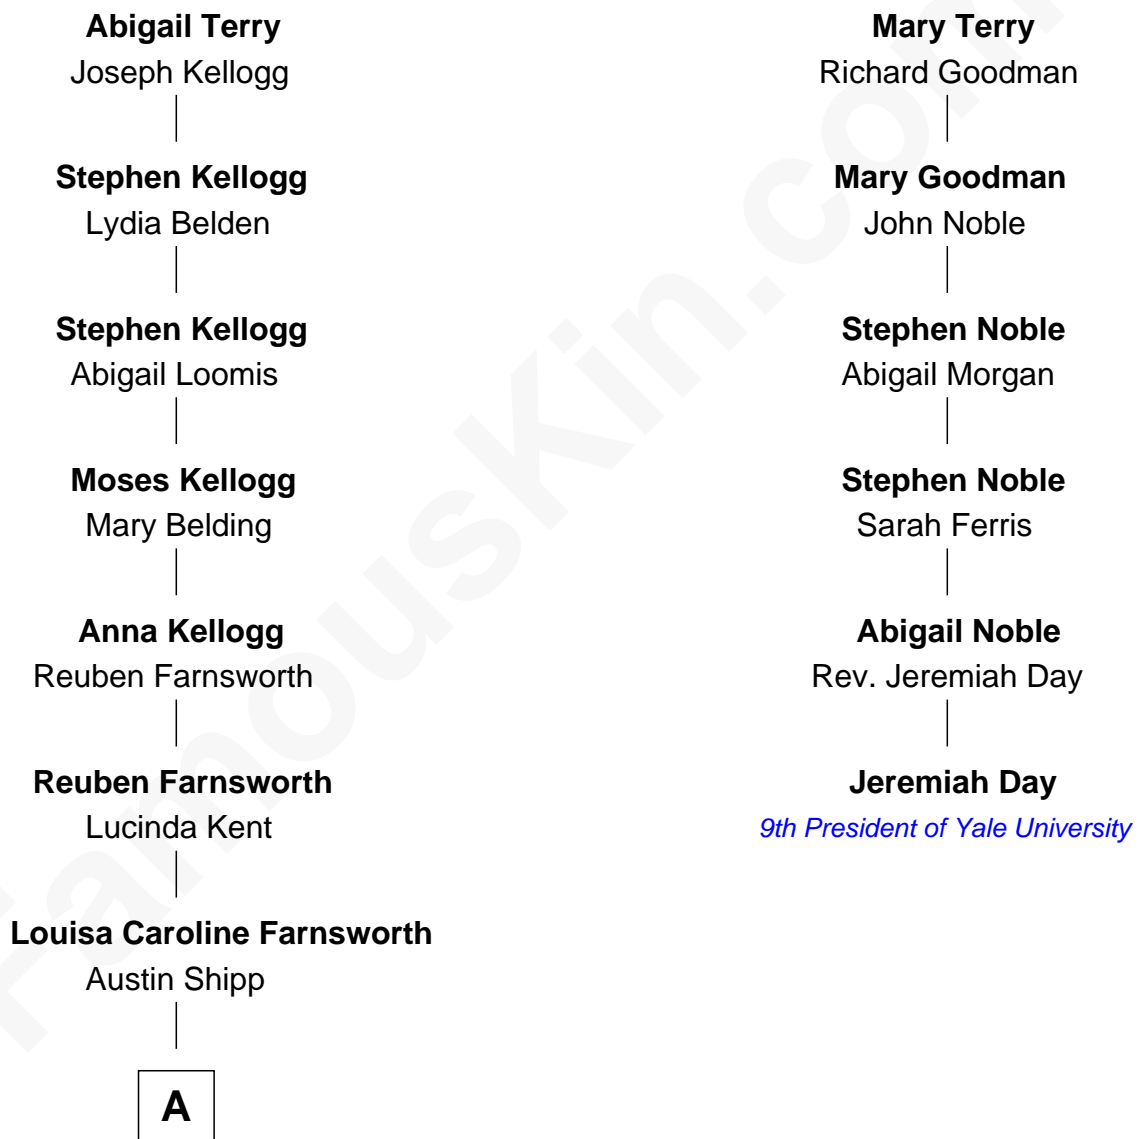 Abigail Terry
Joseph Kellogg
Stephen Kellogg
Lydia Belden
Stephen Kellogg
Abigail Loomis
Moses Kellogg
Mary Belding
Anna Kellogg
Reuben Farnsworth
Reuben Farnsworth
Lucinda Kent
Louisa Caroline Farnsworth
Austin Shipp
A
Mary Terry
Richard Goodman
Mary Goodman
John Noble
Stephen Noble
Abigail Morgan
Stephen Noble
Sarah Ferris
Abigail Noble
Rev. Jeremiah Day
Jeremiah Day
9th President of Yale University
FamousKin.com